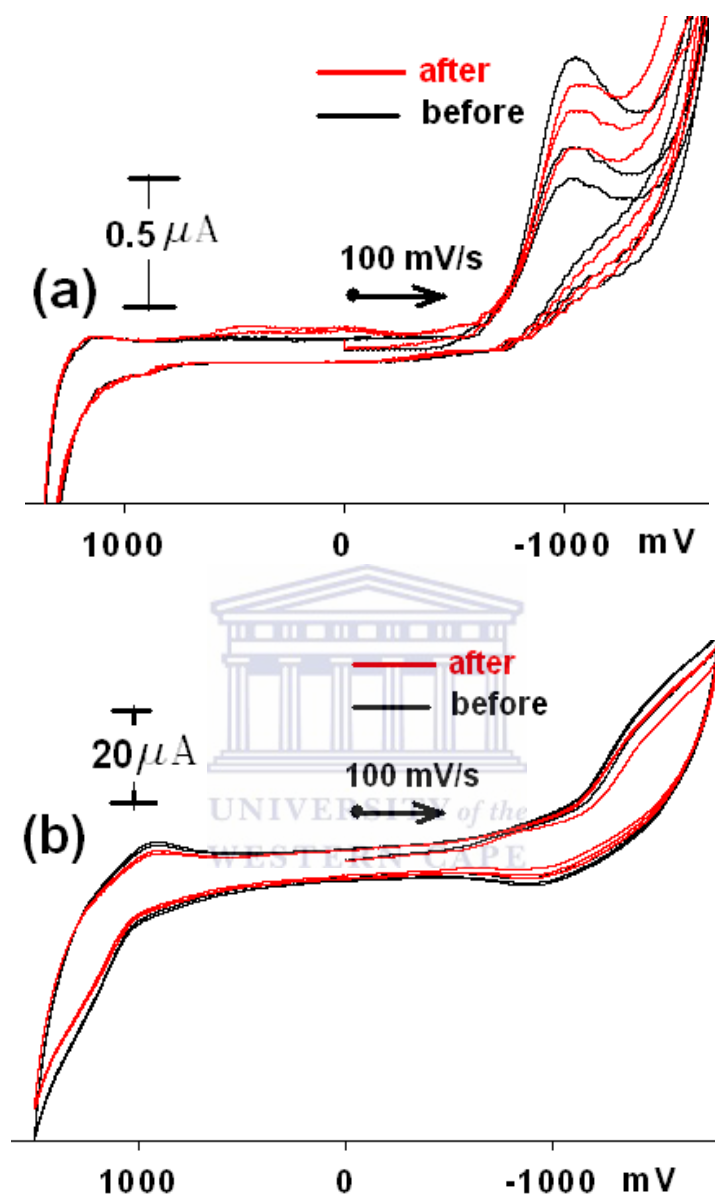 after
before
0.5 μA
100 mV/s
(a)
1000 0 -1000 mV
after
before
20 μA
100 mV/s
UNIVERSITY of the
WESTERN CAPE
(b)
1000 0 -1000 mV